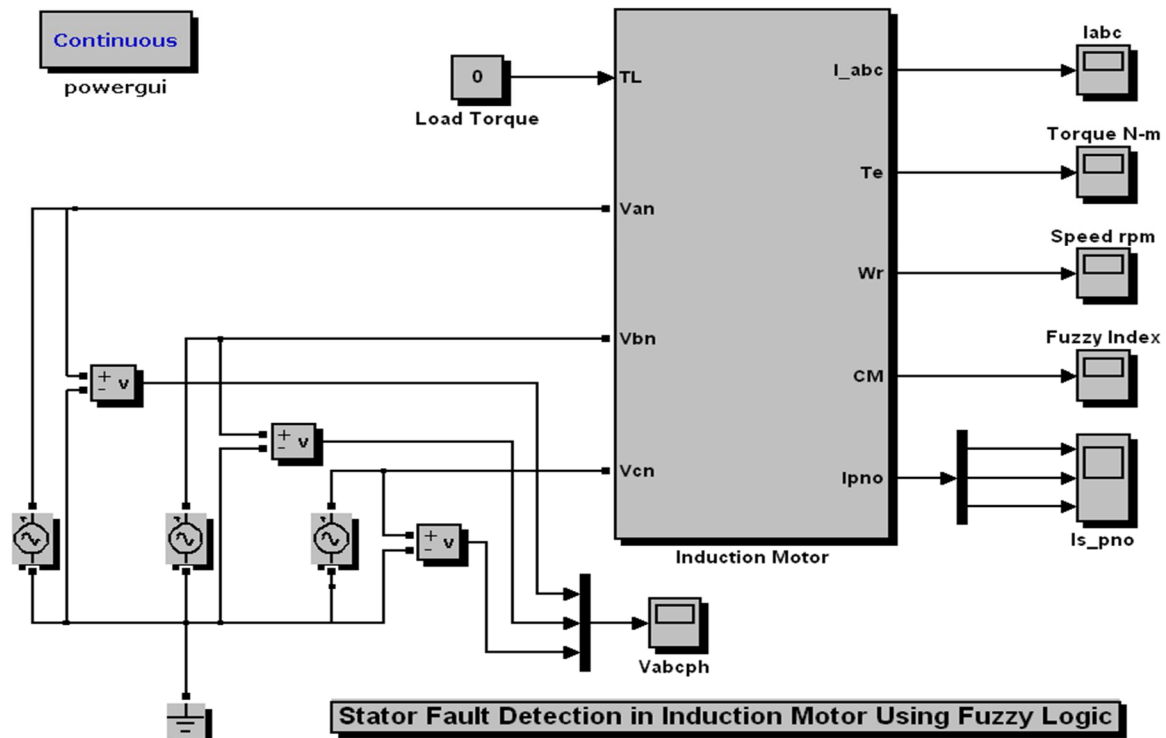 Continuous
powergui
0
Load Torque
TL
Van
Vbn
Vcn
I_abc
Te
Wr
CM
Ipno
Induction Motor
Iabc
Torque N-m
Speed rpm
Fuzzy Index
Is_pno
+
- v
+
- v
+
- v
Vabcph
Stator Fault Detection in Induction Motor Using Fuzzy Logic